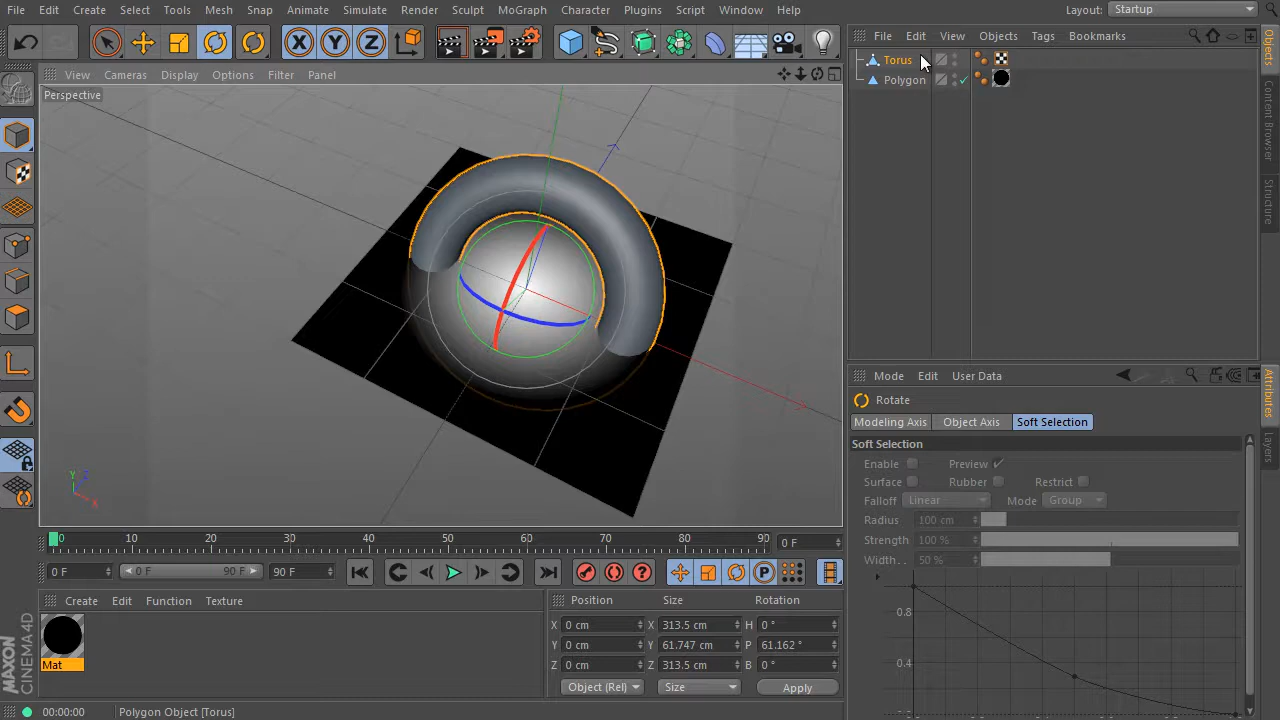 File Edit Create Select Tools Mesh Snap Animate Simulate Render Sculpt MoGraph Character Plugins Script Window Help
Layout: Startup
X Y Z
File Edit View Objects Tags Bookmarks
View Cameras Display Options Filter Panel
Perspective
Torus
Polygon
Objects
Content Browser
Structure
Y
Z
X
Mode Edit User Data
Attributes
Layers
Rotate
Modeling Axis Object Axis Soft Selection
Soft Selection
Enable Preview
Surface Rubber Restrict
Falloff Linear Mode Group
Radius 100 cm
Strength 100 %
Width.. 50 %
0.8
0.4
0 10 20 30 40 50 60 70 80 90 0 F
0 F 0 F 90 F 90 F
P
Create Edit Function Texture
Mat
Position Size Rotation
X 0 cm X 313.5 cm H 0 °
Y 0 cm Y 61.747 cm P 61.162 °
Z 0 cm Z 313.5 cm B 0 °
Object (Rel) Size Apply
MAXON
CINEMA 4D
00:00:00 Polygon Object [Torus]